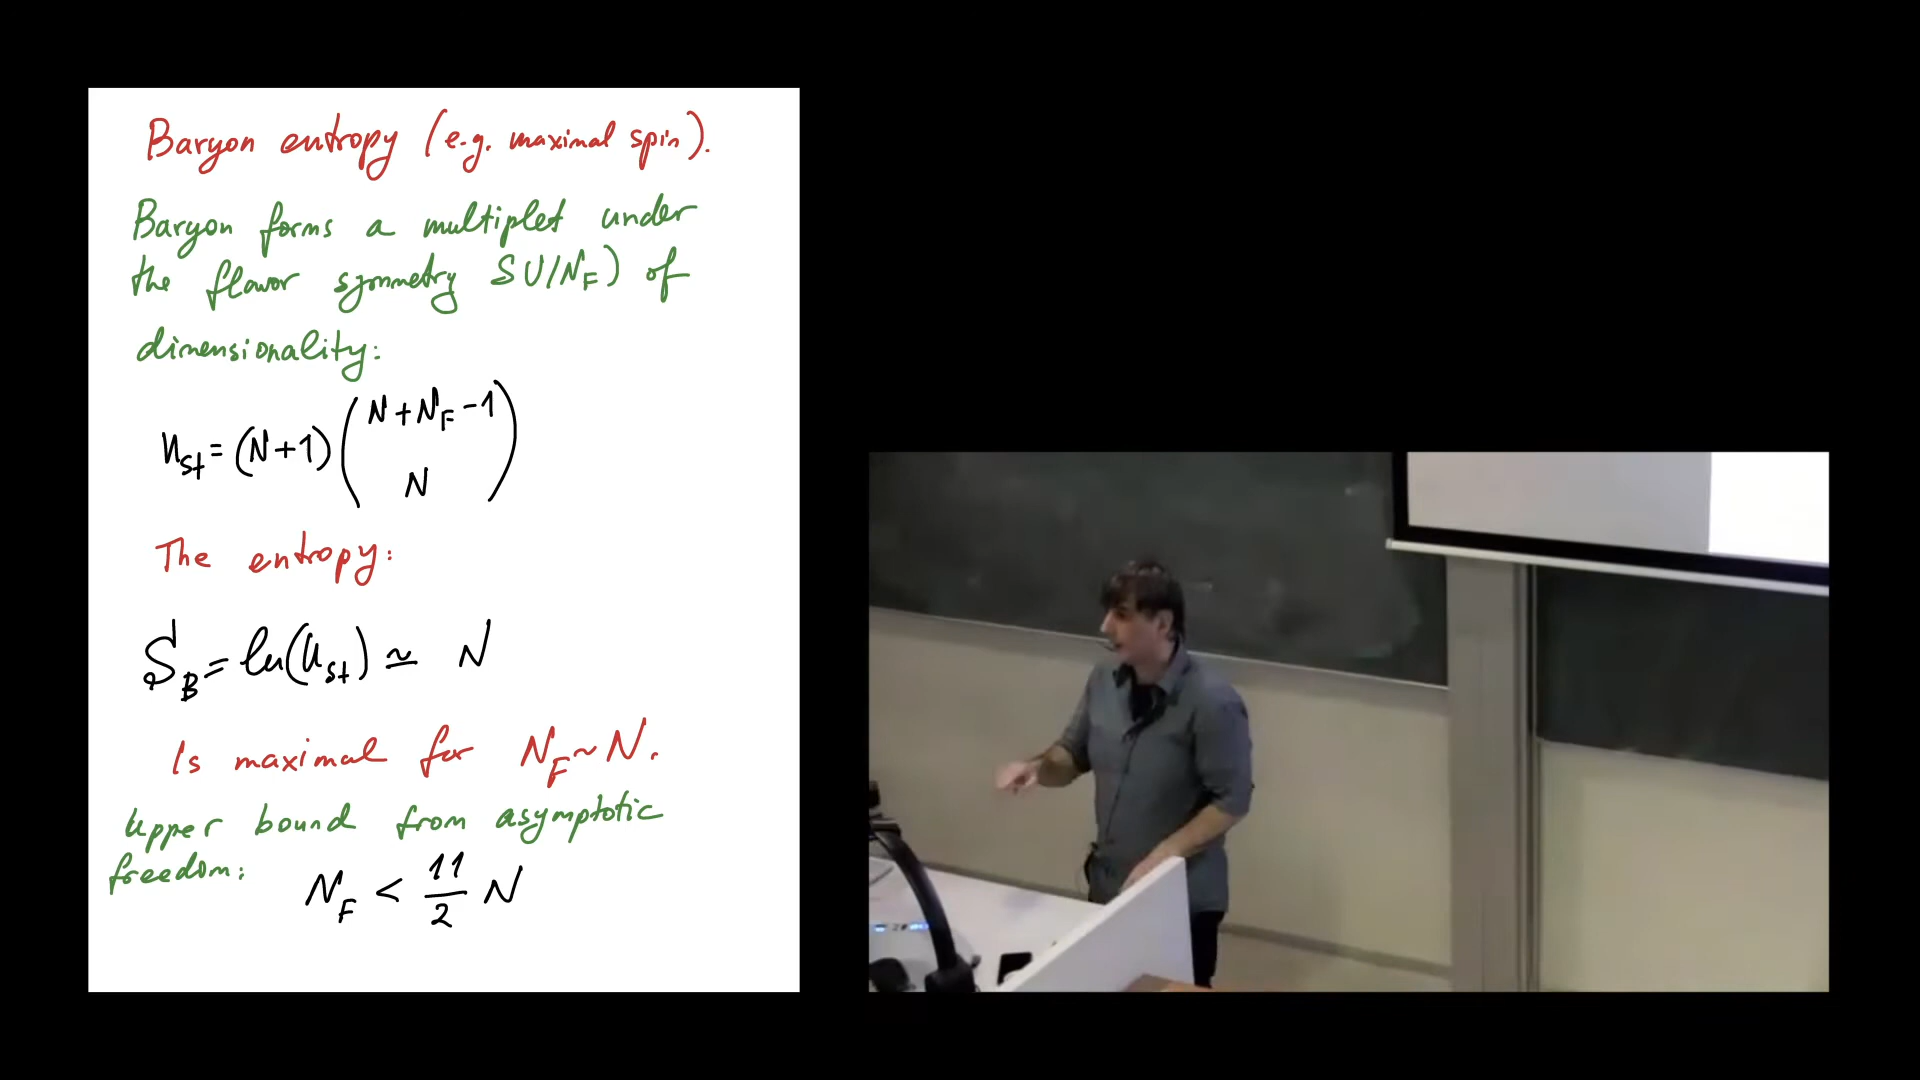 Baryon entropy (e.g. maximal spin).
Baryon forms a multiplet under
the flavor symmetry SU(N_F) of
dimensionality:
n_st = (N+1) (N+N_F-1
N)
The entropy:
S_B = ln(n_st) ≃ N
Is maximal for N_F ~ N.
Upper bound from asymptotic
freedom:
N_F < 11/2 N